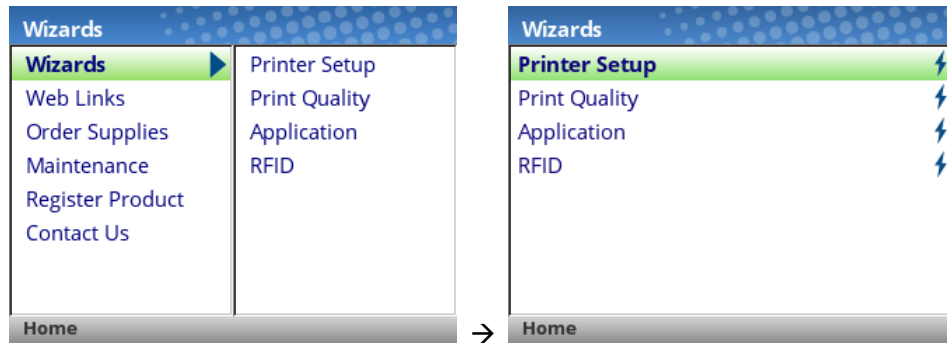 Wizards
Wizards
Web Links
Order Supplies
Maintenance
Register Product
Contact Us
Printer Setup
Print Quality
Application
RFID
Home
→
Wizards
Printer Setup
Print Quality
Application
RFID
Home